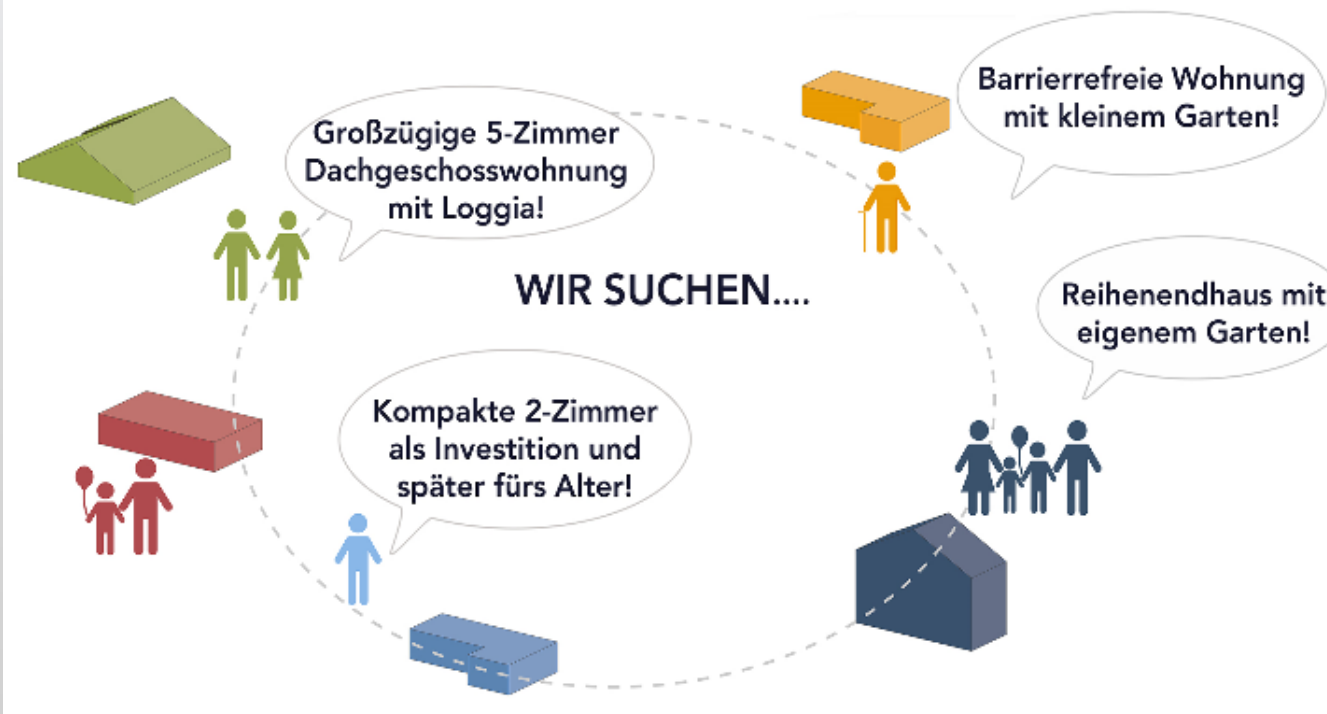 Großzügige 5-Zimmer
Dachgeschosswohnung
mit Loggia!
Barrierrefreie Wohnung
mit kleinem Garten!
WIR SUCHEN....
Reihenendhaus mit
eigenem Garten!
Kompakte 2-Zimmer
als Investition und
später fürs Alter!